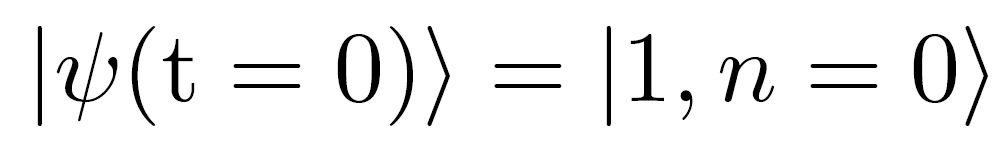 |ψ(t = 0)⟩ = |1, n = 0⟩